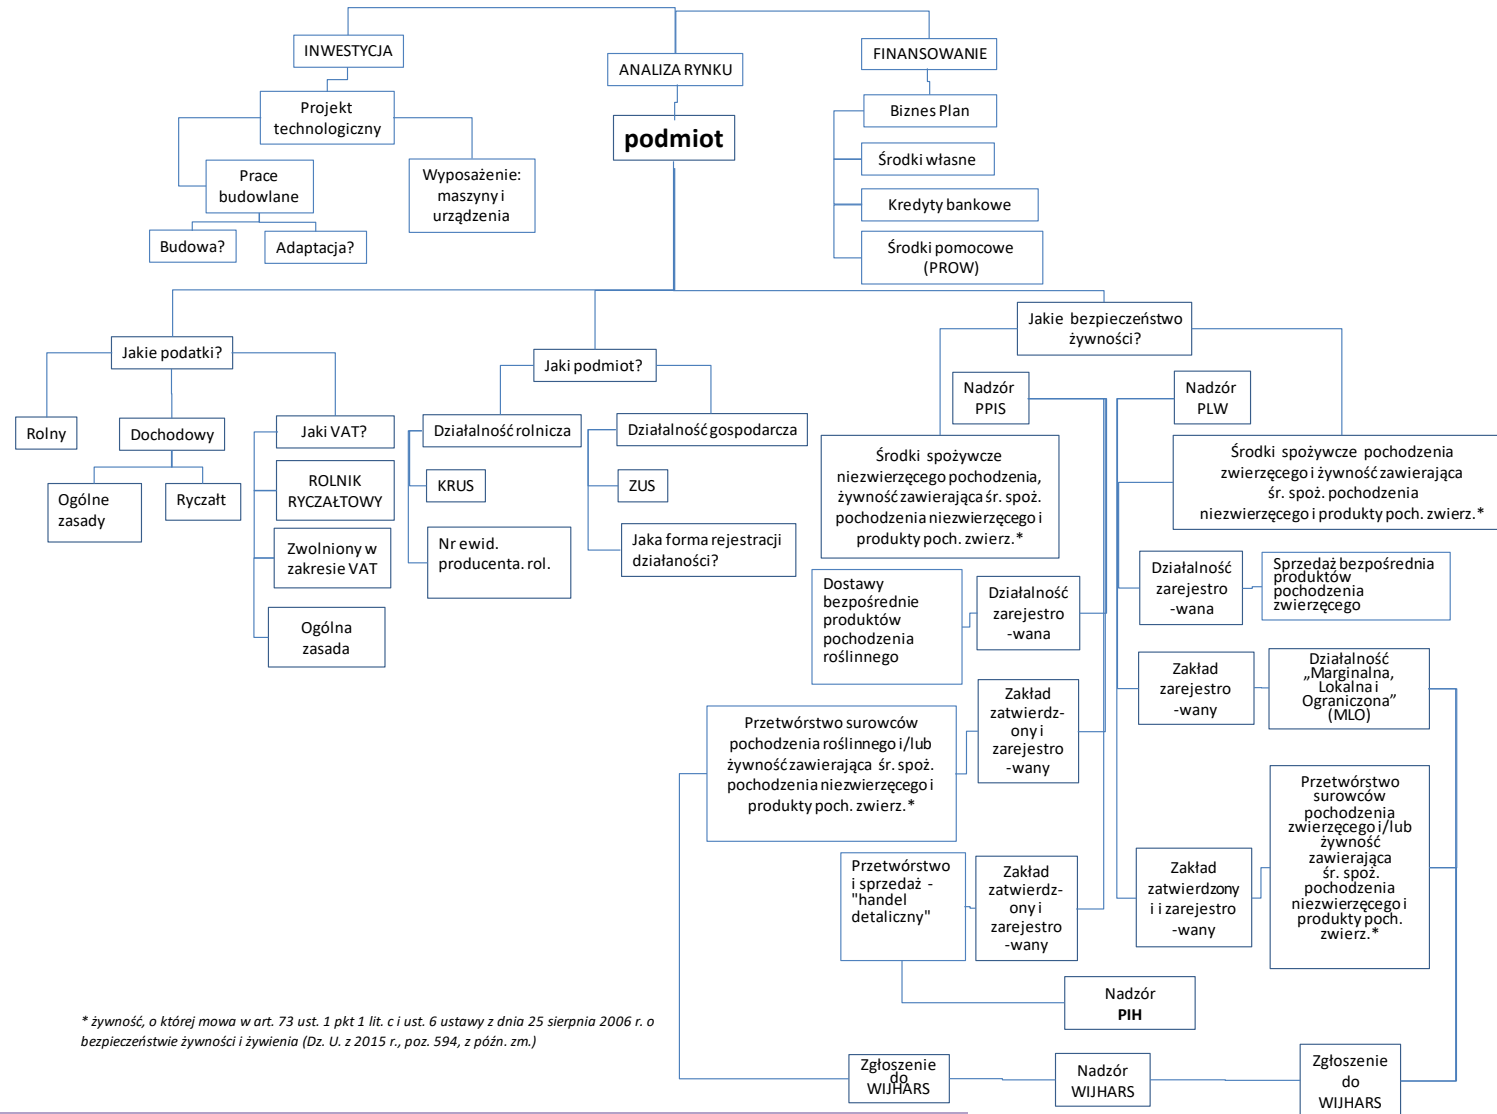 INWESTYCJA
ANALIZA RYNKU
FINANSOWANIE
Projekt
technologiczny
podmiot
Biznes Plan
Prace
budowlane
Wyposażenie:
maszyny i
urządzenia
Środki własne
Kredyty bankowe
Budowa?
Adaptacja?
Środki pomocowe
(PROW)
Jakie podatki?
Jaki podmiot?
Jakie bezpieczeństwo
żywności?
Rolny
Dochodowy
Jaki VAT?
Ogólne
zasady
Ryczałt
ROLNIK
RYCZAŁTOWY
Zwolniony w
zakresie VAT
Ogólna
zasada
Działalność rolnicza
Działalność gospodarcza
KRUS
ZUS
Nr ewid.
producenta. rol.
Jaka forma rejestracji
działaności?
Nadzór
PPIS
Nadzór
PLW
Środki spożywcze
niezwierzęcego pochodzenia,
żywność zawierająca śr. spoż.
pochodzenia niezwierzęcego i
produkty poch. zwierz.*
Środki spożywcze pochodzenia
zwierzęcego i żywność zawierająca
śr. spoż. pochodzenia
niezwierzęcego i produkty poch. zwierz.*
Dostawy
bezpośrednie
produktów
pochodzenia
roślinnego
Działalność
zarejestro
-wana
Działalność
zarejestro
-wana
Sprzedaż bezpośrednia
produktów
pochodzenia
zwierzęcego
Przetwórstwo surowców
pochodzenia roślinnego i/lub
żywność zawierająca śr. spoż.
pochodzenia niezwierzęcego i
produkty poch. zwierz.*
Zakład
zatwierdz-
ony i
zarejestro
-wany
Zakład
zarejestro
-wany
Działalność
„Marginalna,
Lokalna i
Ograniczona”
(MLO)
Przetwórstwo
i sprzedaż -
"handel
detaliczny"
Zakład
zatwierdz-
ony i
zarejestro
-wany
Zakład
zatwierdzony
i i zarejestro
-wany
Przetwórstwo
surowców
pochodzenia
zwierzęcego i/lub
żywność
zawierająca
śr. spoż.
pochodzenia
niezwierzęcego i
produkty poch.
zwierz.*
Nadzór
PIH
* żywność, o której mowa w art. 73 ust. 1 pkt 1 lit. c i ust. 6 ustawy z dnia 25 sierpnia 2006 r. o
bezpieczeństwie żywności i żywienia (Dz. U. z 2015 r., poz. 594, z późn. zm.)
Zgłoszenie
do
WIJHARS
Nadzór
WIJHARS
Zgłoszenie
do
WIJHARS